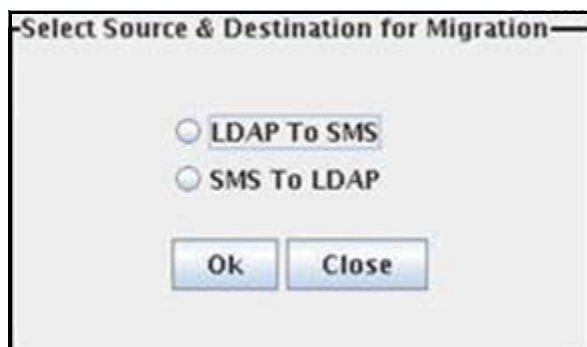 Select Source & Destination for Migration
LDAP To SMS
SMS To LDAP
Ok Close